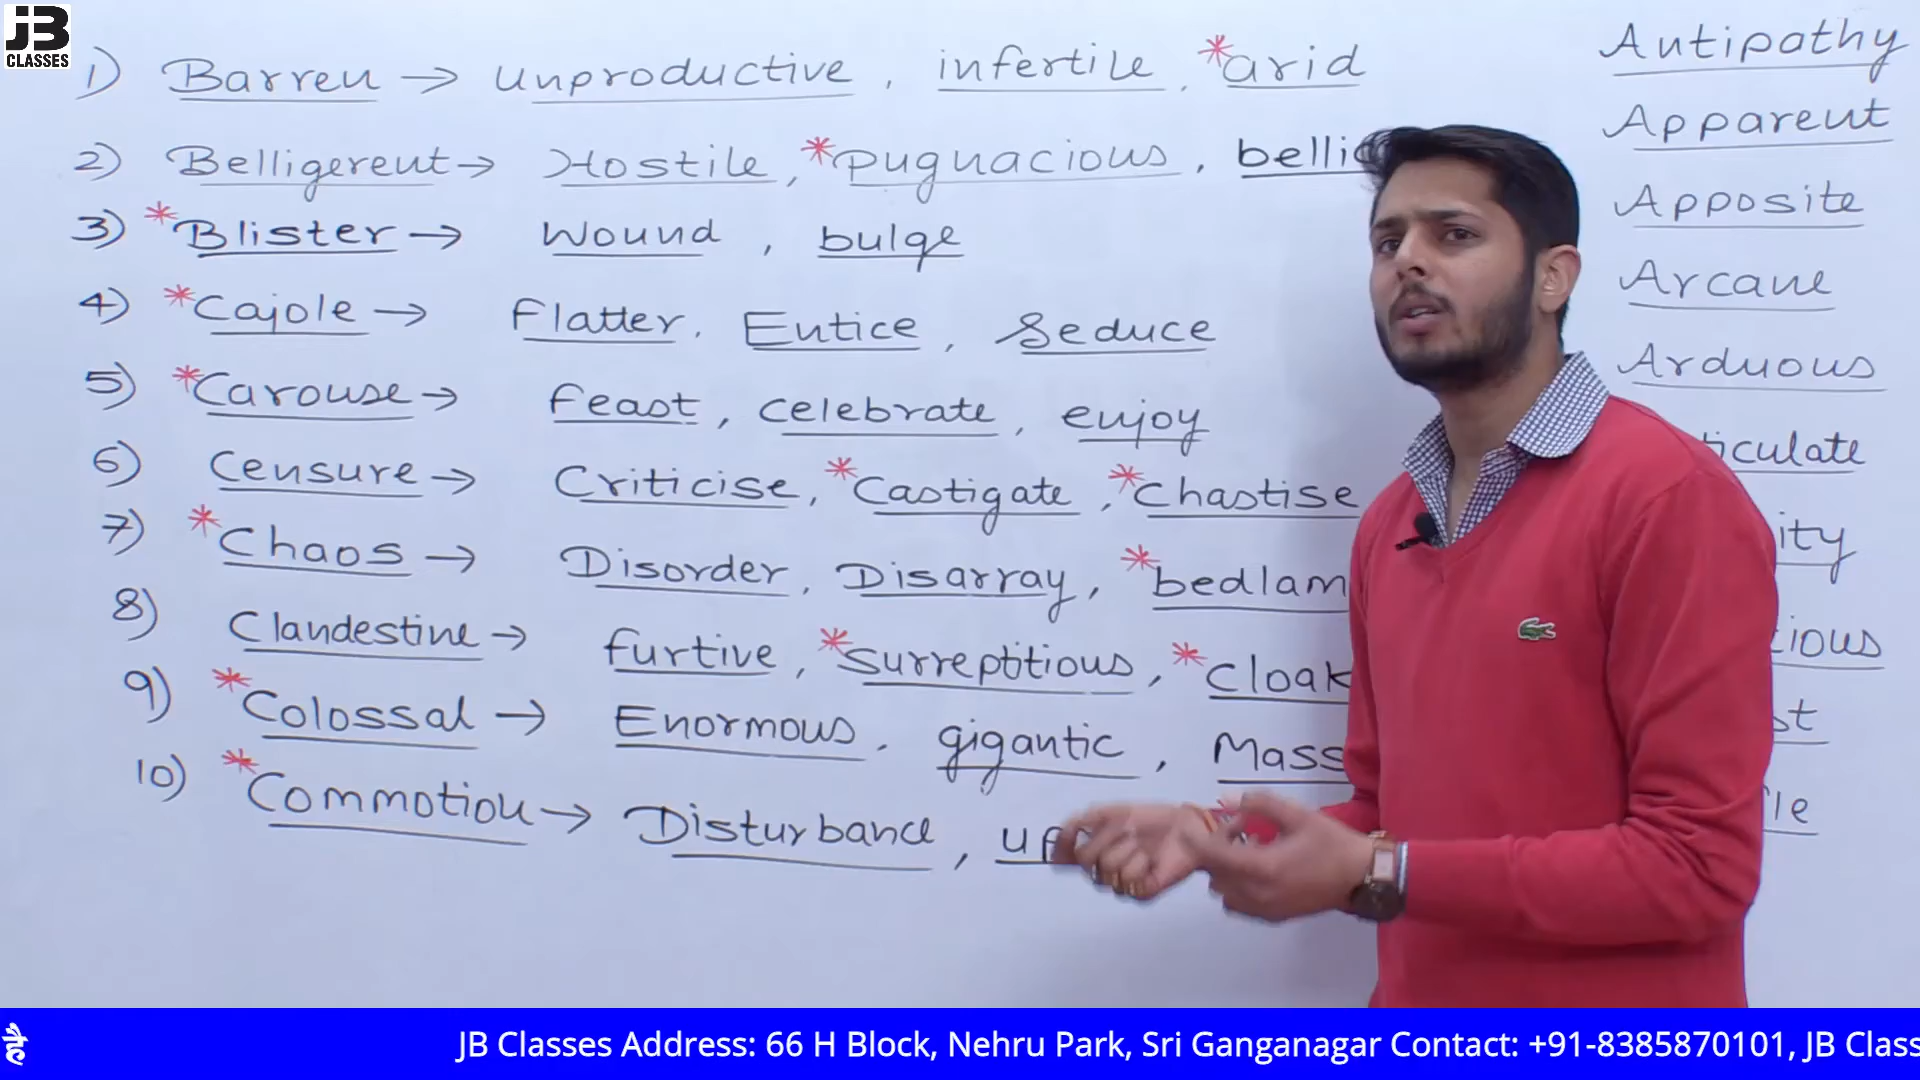 JB
CLASSES
1) Barren → unproductive, infertile, *arid
2) Belligerent → Hostile, *pugnacious, bellic
3) *Blister → Wound, bulge
4) *Cajole → Flatter, Entice, Seduce
5) *Carouse → feast, celebrate, enjoy
6) Censure → Criticise, *Castigate, *Chastise
7) *Chaos → Disorder, Disarray, *bedlam
8) Clandestine → furtive, *Surreptitious, *Cloak
9) *Colossal → Enormous, gigantic, Mass
10) *Commotion → Disturbance, up
Antipathy
Apparent
Apposite
Arcane
Arduous
iculate
ity
ious
st
le
है
JB Classes Address: 66 H Block, Nehru Park, Sri Ganganagar Contact: +91-8385870101, JB Class